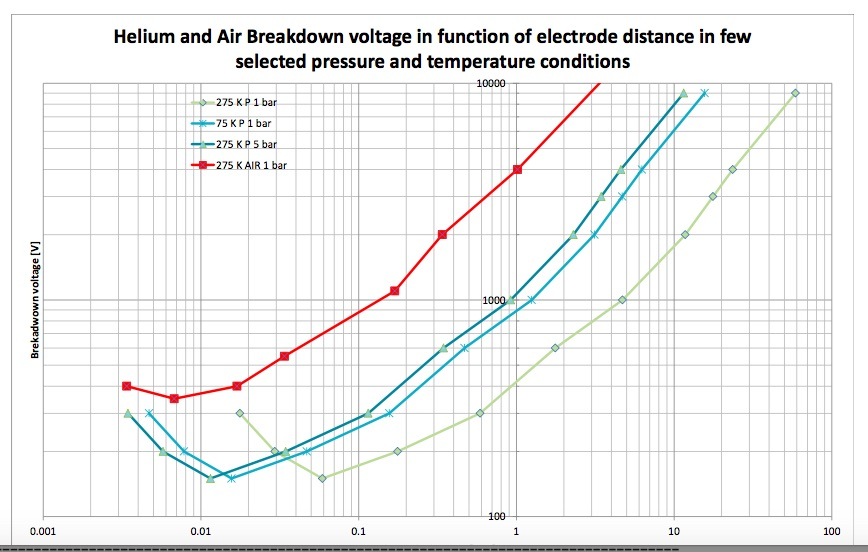 Helium and Air Breakdown voltage in function of electrode distance in few
selected pressure and temperature conditions
10000
275 K P 1 bar
75 K P 1 bar
275 K P 5 bar
275 K AIR 1 bar
Brekadwown voltage [V]
1000
100
0.001
0.01
0.1
1
10
100